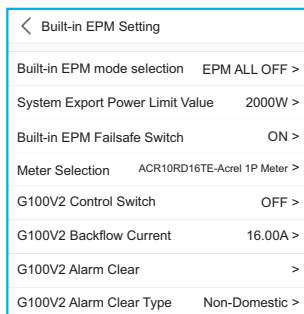 < Built-in EPM Setting
Built-in EPM mode selection EPM ALL OFF >
System Export Power Limit Value 2000W >
Built-in EPM Failsafe Switch ON >
Meter Selection ACR10RD16TE-Acrel 1P Meter >
G100V2 Control Switch OFF >
G100V2 Backflow Current 16.00A >
G100V2 Alarm Clear >
G100V2 Alarm Clear Type Non-Domestic >